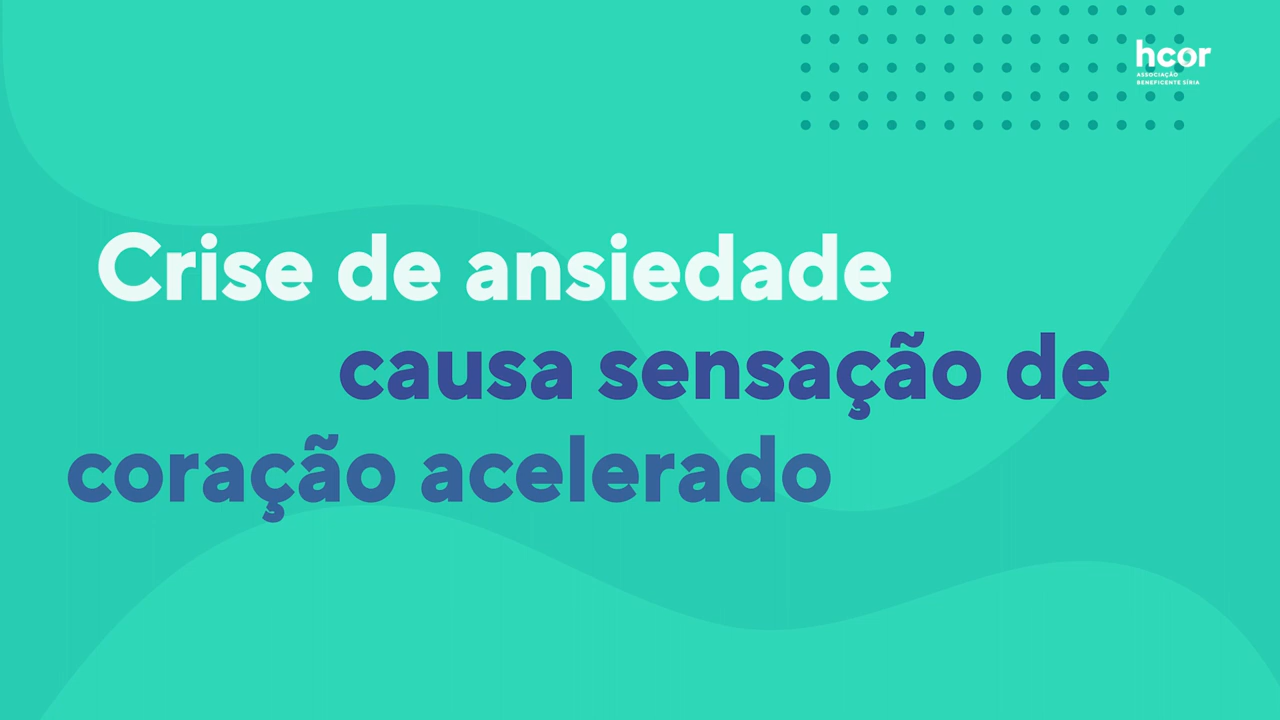 hcor
ASSOCIAÇÃO
BENEFICENTE SÍRIA
Crise de ansiedade
causa sensação de
coração acelerado